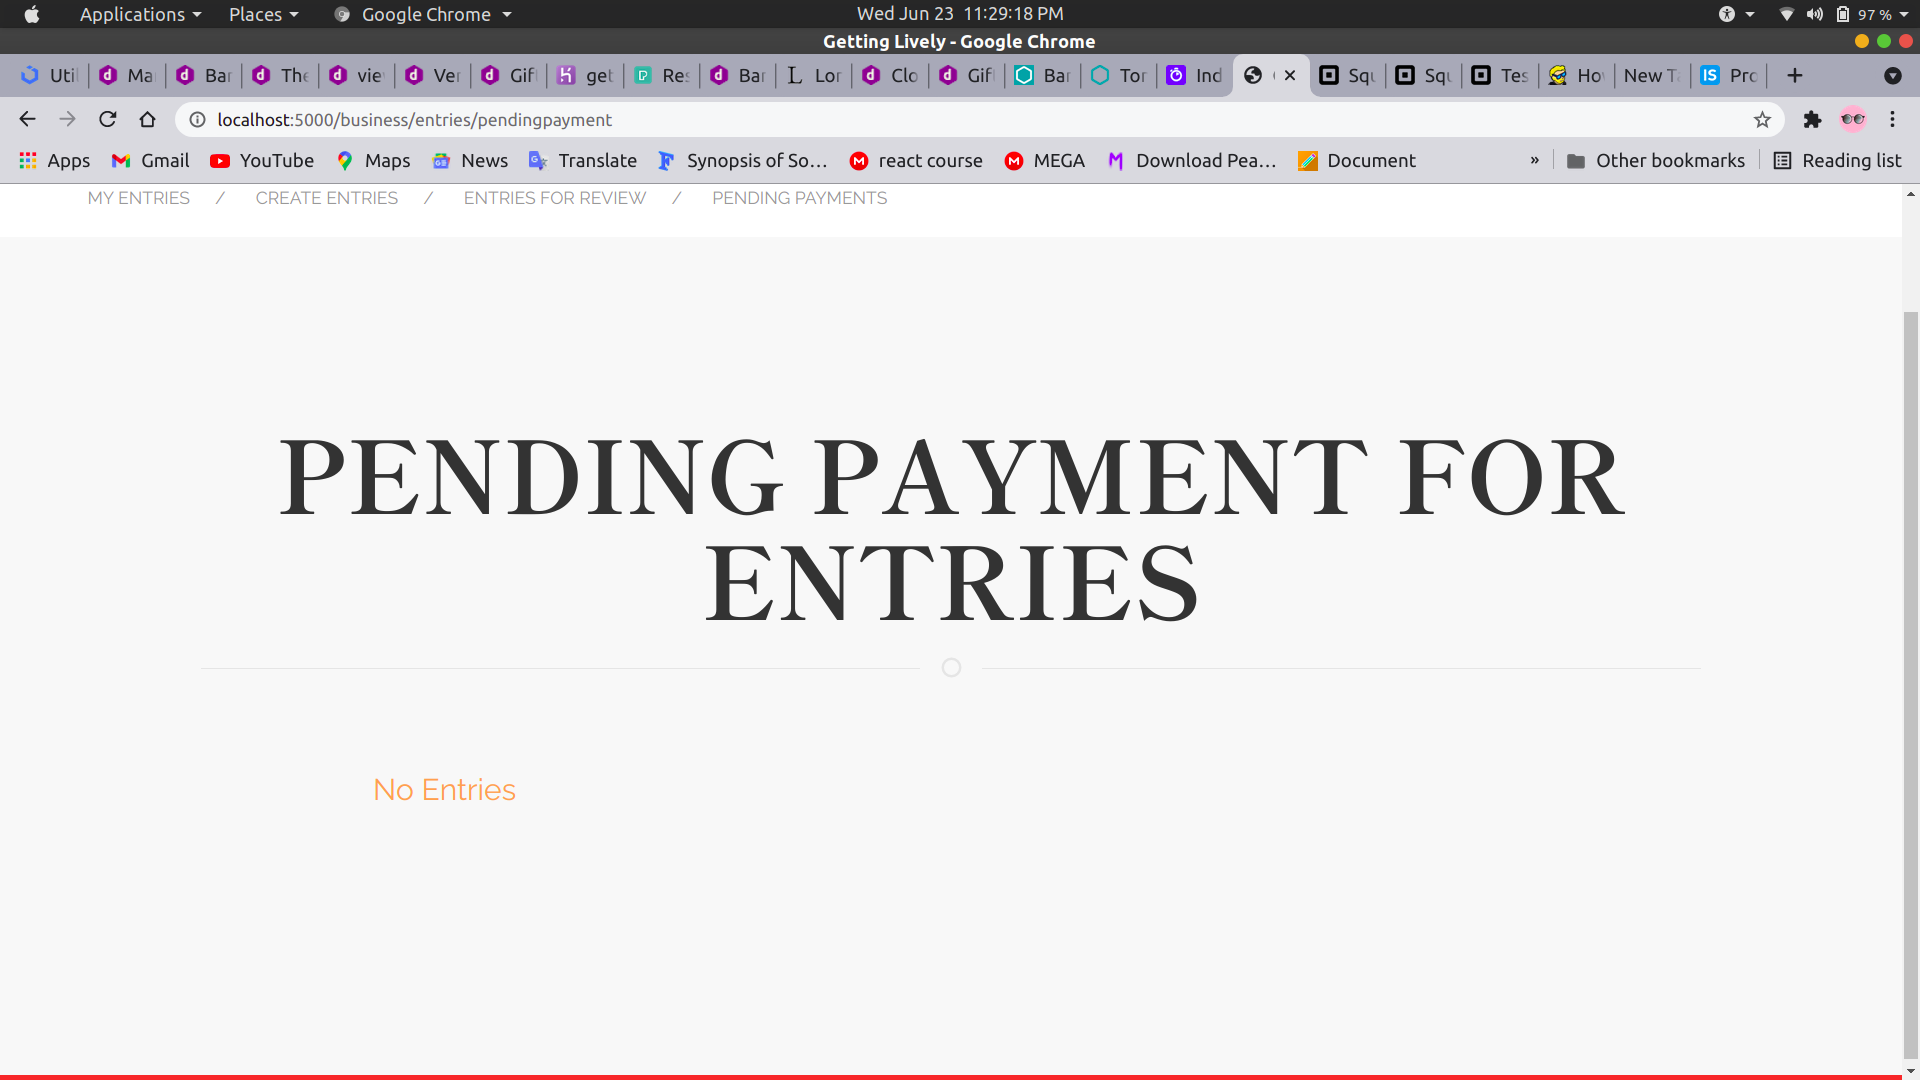 Applications Places Google Chrome Wed Jun 23 11:29:18 PM 97 %
Getting Lively - Google Chrome
Util Ma Bar The vie Ver Gif get Res Bar Lor Clo Gif Bar Tor Ind Squ Squ Tes How New T IS Pro
localhost:5000/business/entries/pendingpayment
Apps Gmail YouTube Maps News Translate Synopsis of So... react course MEGA Download Pea... Document » Other bookmarks Reading list
MY ENTRIES / CREATE ENTRIES / ENTRIES FOR REVIEW / PENDING PAYMENTS
PENDING PAYMENT FOR
ENTRIES
No Entries